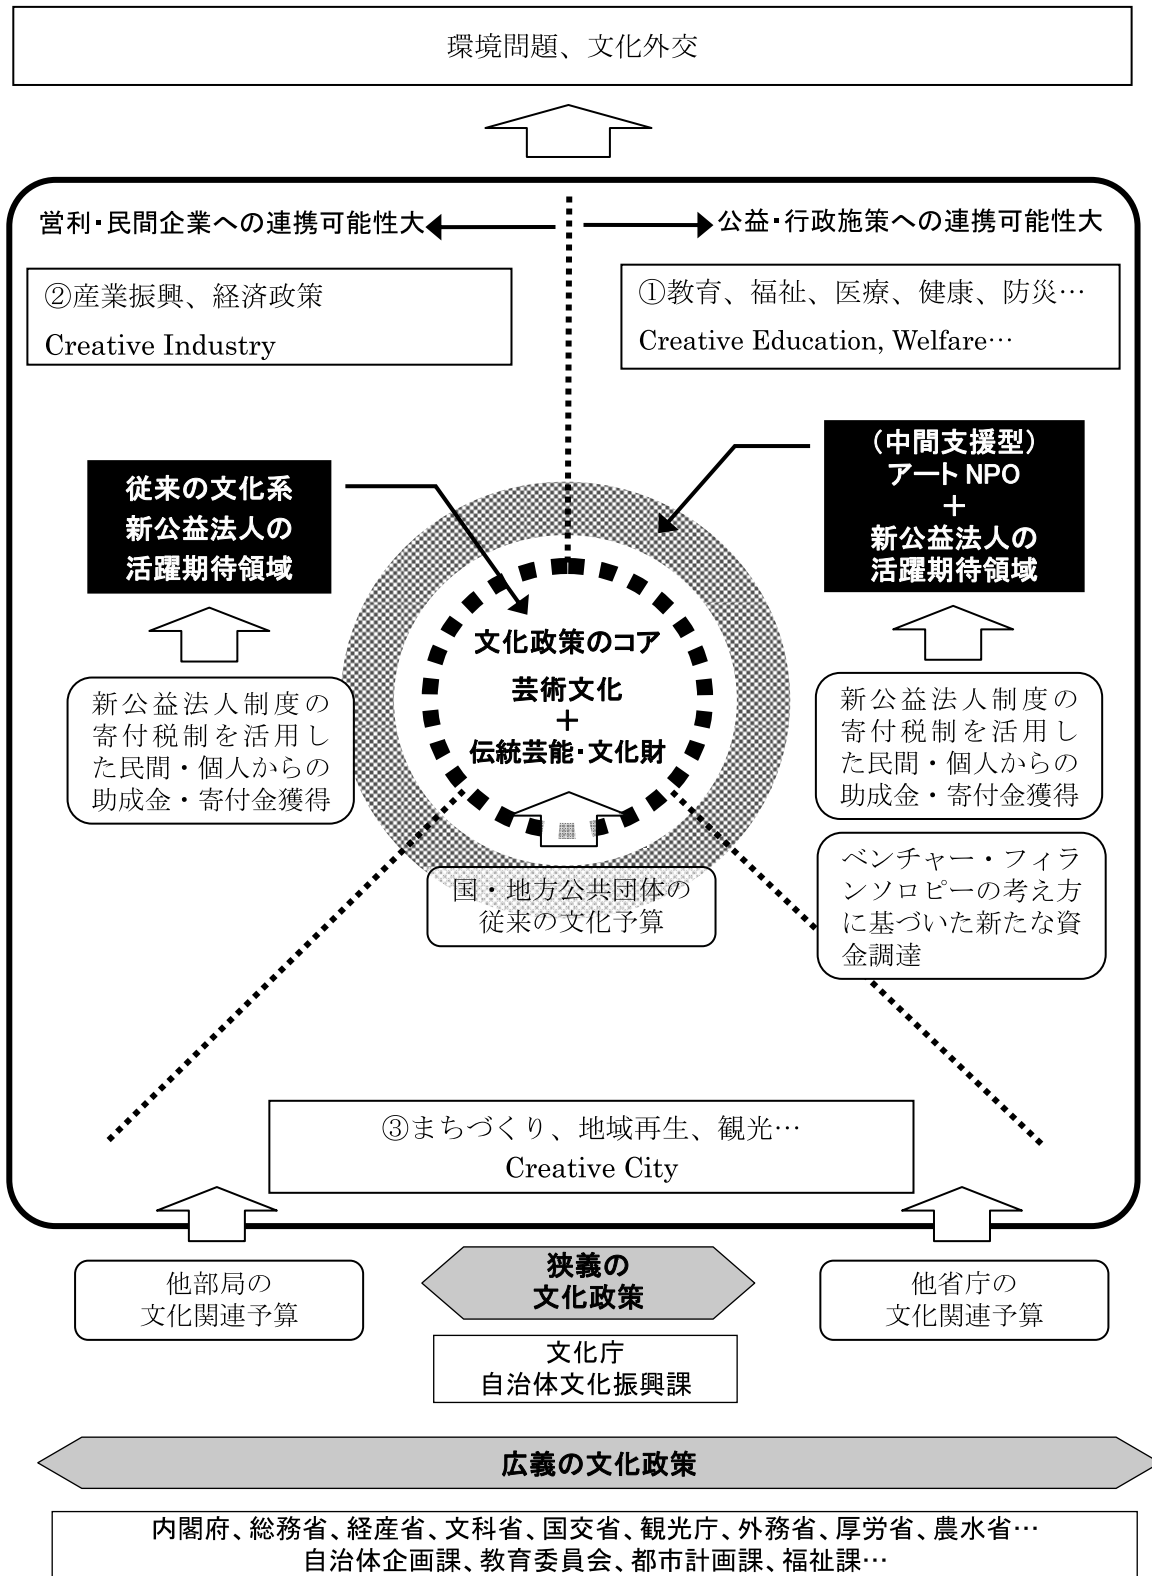 環境問題、文化外交
営利・民間企業への連携可能性大
公益・行政施策への連携可能性大
②産業振興、経済政策
Creative Industry
①教育、福祉、医療、健康、防災…
Creative Education, Welfare…
従来の文化系
新公益法人の
活躍期待領域
（中間支援型）
アート NPO
＋
新公益法人の
活躍期待領域
文化政策のコア
芸術文化
＋
伝統芸能・文化財
新公益法人制度の
寄付税制を活用し
た民間・個人からの
助成金・寄付金獲得
新公益法人制度の
寄付税制を活用し
た民間・個人からの
助成金・寄付金獲得
国・地方公共団体の
従来の文化予算
ベンチャー・フィラ
ンソロピーの考え方
に基づいた新たな資
金調達
③まちづくり、地域再生、観光…
Creative City
他部局の
文化関連予算
狭義の
文化政策
他省庁の
文化関連予算
文化庁
自治体文化振興課
広義の文化政策
内閣府、総務省、経産省、文科省、国交省、観光庁、外務省、厚労省、農水省…
自治体企画課、教育委員会、都市計画課、福祉課…